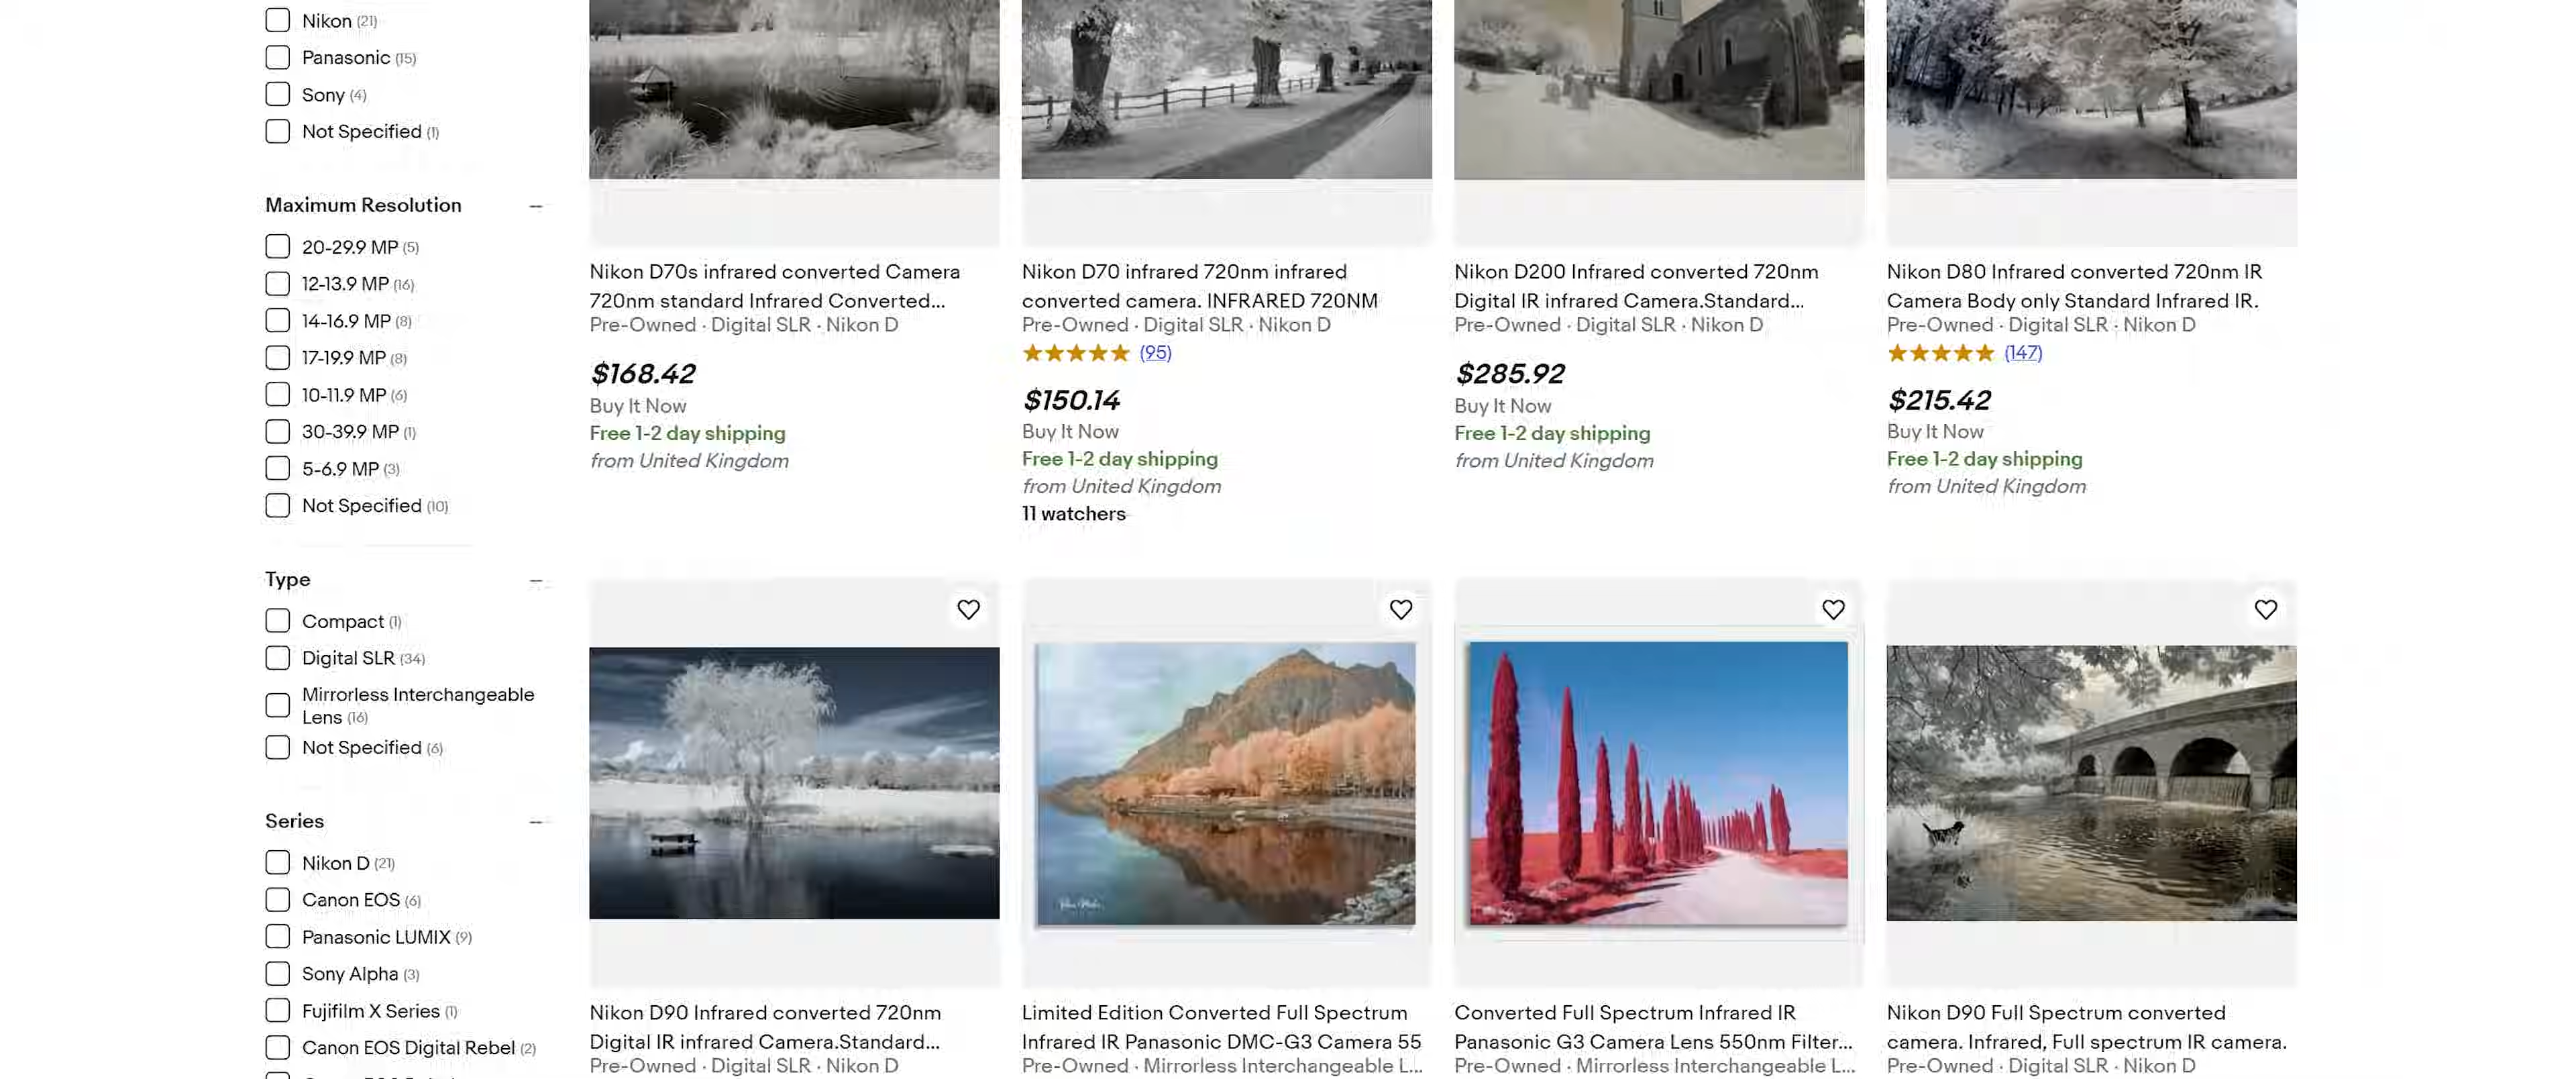 Nikon (21)
Panasonic (15)
Sony (4)
Not Specified (1)
Maximum Resolution
20-29.9 MP (5)
12-13.9 MP (16)
14-16.9 MP (8)
17-19.9 MP (8)
10-11.9 MP (6)
30-39.9 MP (1)
5-6.9 MP (3)
Not Specified (10)
Type
Compact (1)
Digital SLR (34)
Mirrorless Interchangeable
Lens (16)
Not Specified (6)
Series
Nikon D (21)
Canon EOS (6)
Panasonic LUMIX (9)
Sony Alpha (3)
Fujifilm X Series (1)
Canon EOS Digital Rebel (2)
Nikon D70s infrared converted Camera
720nm standard Infrared Converted...
Pre-Owned · Digital SLR · Nikon D
$168.42
Buy It Now
Free 1-2 day shipping
from United Kingdom
Nikon D70 infrared 720nm infrared
converted camera. INFRARED 720NM
Pre-Owned · Digital SLR · Nikon D
(95)
$150.14
Buy It Now
Free 1-2 day shipping
from United Kingdom
11 watchers
Nikon D200 Infrared converted 720nm
Digital IR infrared Camera.Standard...
Pre-Owned · Digital SLR · Nikon D
$285.92
Buy It Now
Free 1-2 day shipping
from United Kingdom
Nikon D80 Infrared converted 720nm IR
Camera Body only Standard Infrared IR.
Pre-Owned · Digital SLR · Nikon D
(147)
$215.42
Buy It Now
Free 1-2 day shipping
from United Kingdom
Nikon D90 Infrared converted 720nm
Digital IR infrared Camera.Standard...
Pre-Owned · Digital SLR · Nikon D
Limited Edition Converted Full Spectrum
Infrared IR Panasonic DMC-G3 Camera 55
Pre-Owned · Mirrorless Interchangeable L...
Converted Full Spectrum Infrared IR
Panasonic G3 Camera Lens 550nm Filter...
Pre-Owned · Mirrorless Interchangeable L...
Nikon D90 Full Spectrum converted
camera. Infrared, Full spectrum IR camera.
Pre-Owned · Digital SLR · Nikon D